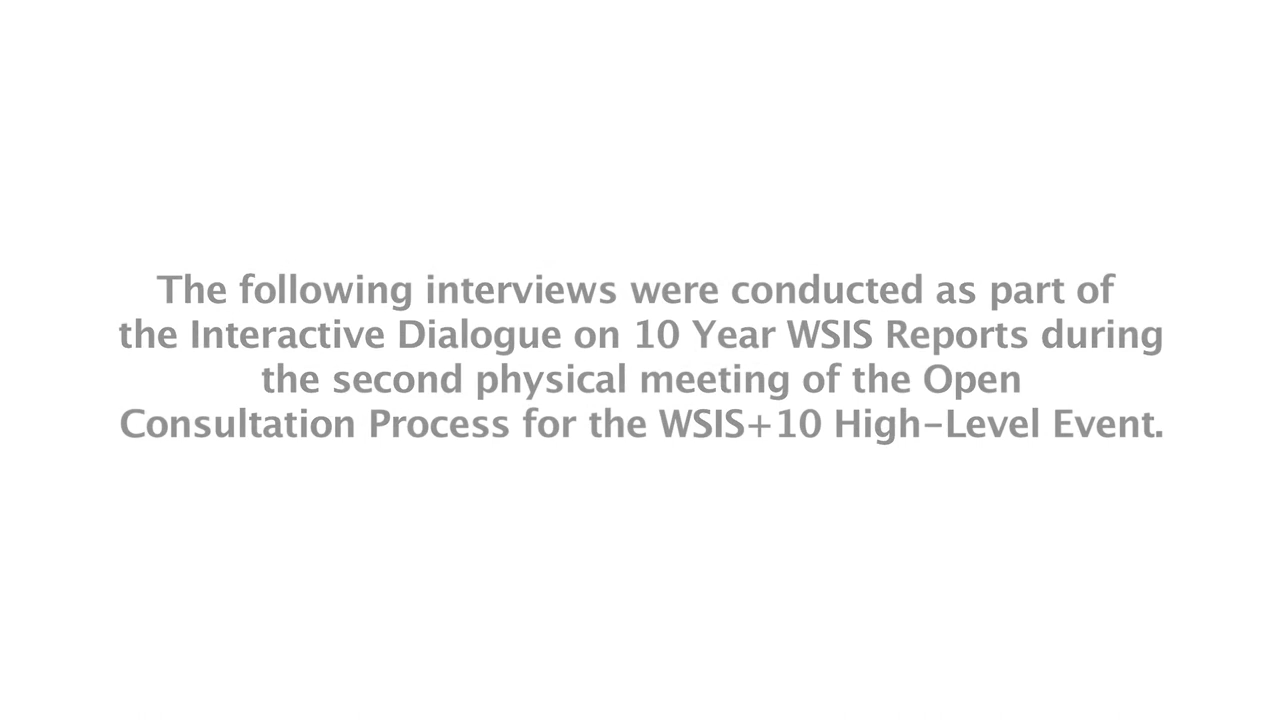 The following interviews were conducted as part of
the Interactive Dialogue on 10 Year WSIS Reports during
the second physical meeting of the Open
Consultation Process for the WSIS+10 High-Level Event.